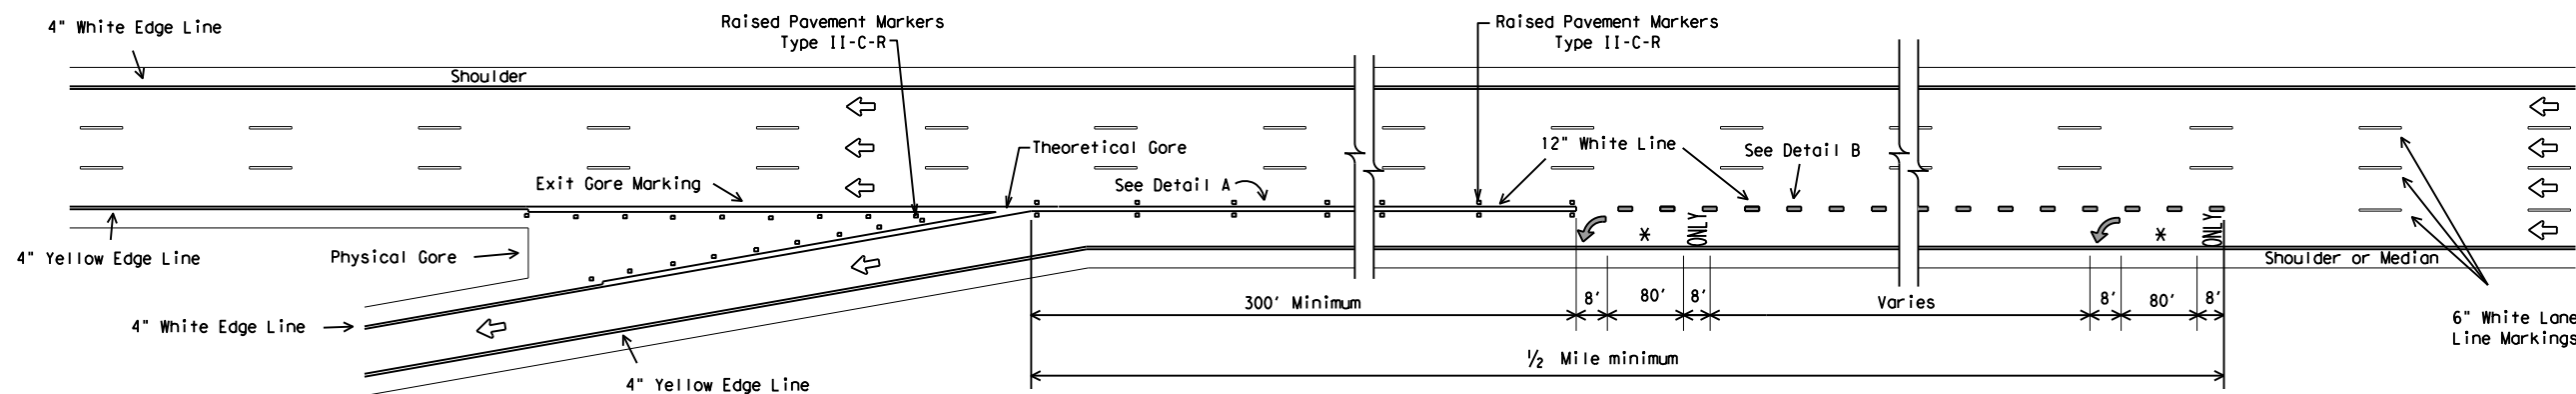 4" White Edge Line
Raised Pavement Markers
Type II-C-R
Raised Pavement Markers
Type II-C-R
Shoulder
Theoretical Gore
12" White Line
See Detail B
Exit Gore Marking
See Detail A
ONLY
ONLY
4" Yellow Edge Line
Physical Gore
Shoulder or Median
300' Minimum
8'
80'
8'
Varies
8'
80'
8'
4" White Edge Line
6" White Lane
Line Markings
½ Mile minimum
4" Yellow Edge Line